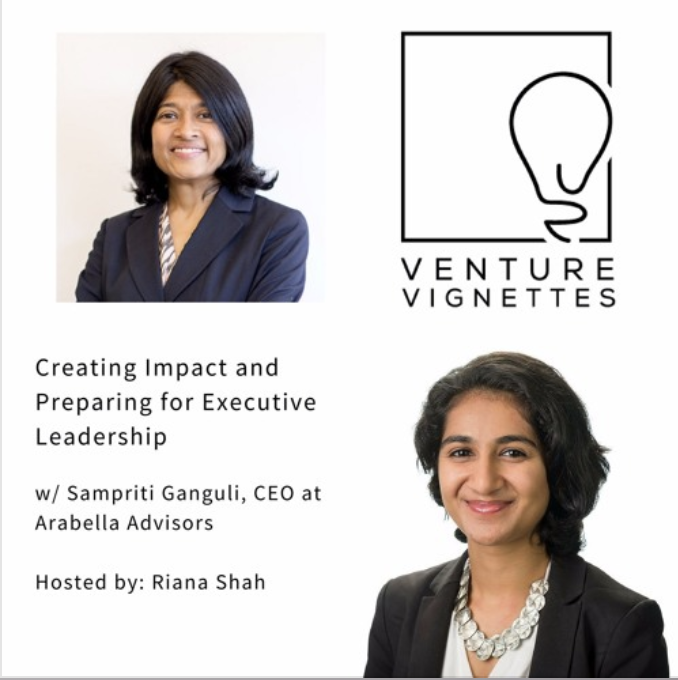 VENTURE
VIGNETTES
Creating Impact and
Preparing for Executive
Leadership
w/ Sampriti Ganguli, CEO at
Arabella Advisors
Hosted by: Riana Shah